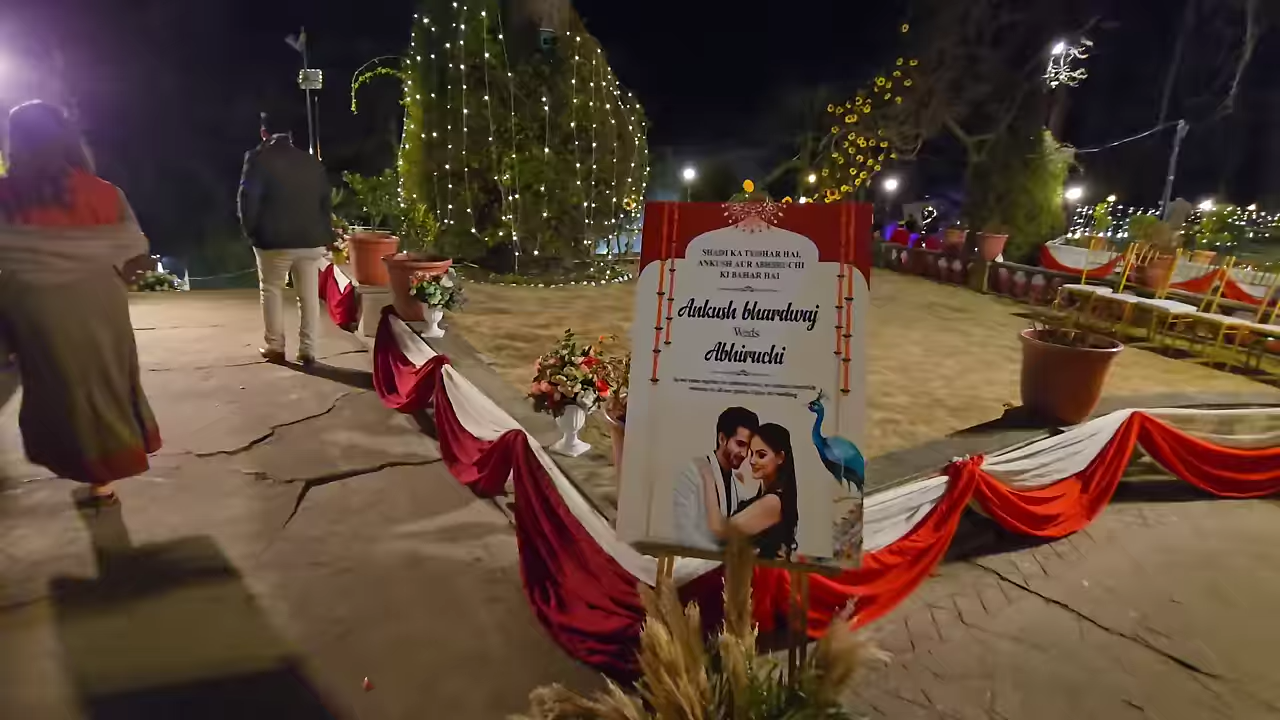 SHADI KA TYOHAR HAI,
ANKUSH AUR ABHIRUCHI
KI BAHAR HAI
Ankush bhardwaj
Weds
Abhiruchi